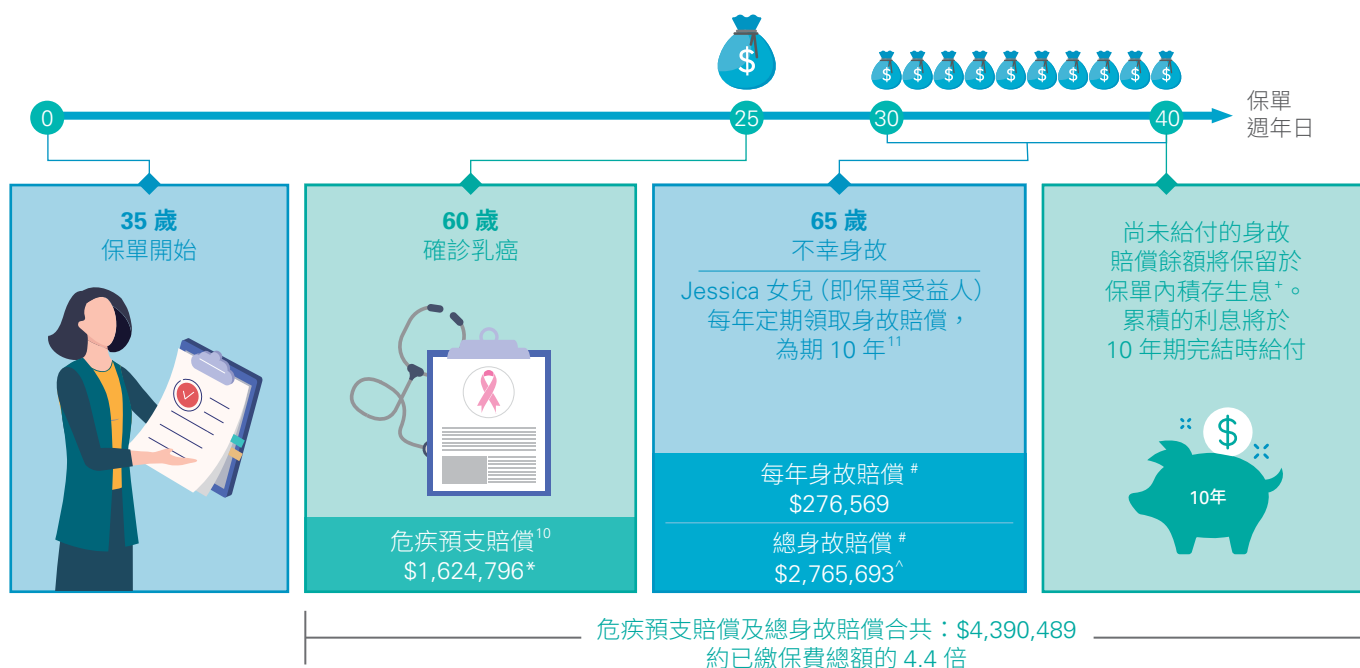 $
$ $ $ $ $ $ $ $ $ $
0
25
30
40
保單
週年日
35 歲
保單開始
60 歲
確診乳癌
危疾預支賠償10
$1,624,796*
65 歲
不幸身故
Jessica 女兒（即保單受益人）
每年定期領取身故賠償，
為期 10 年11
每年身故賠償 #
$276,569
總身故賠償 #
$2,765,693^
尚未給付的身故
賠償餘額將保留於
保單內積存生息+。
累積的利息將於
10 年期完結時給付
$
10年
危疾預支賠償及總身故賠償合共：$4,390,489
約已繳保費總額的 4.4 倍